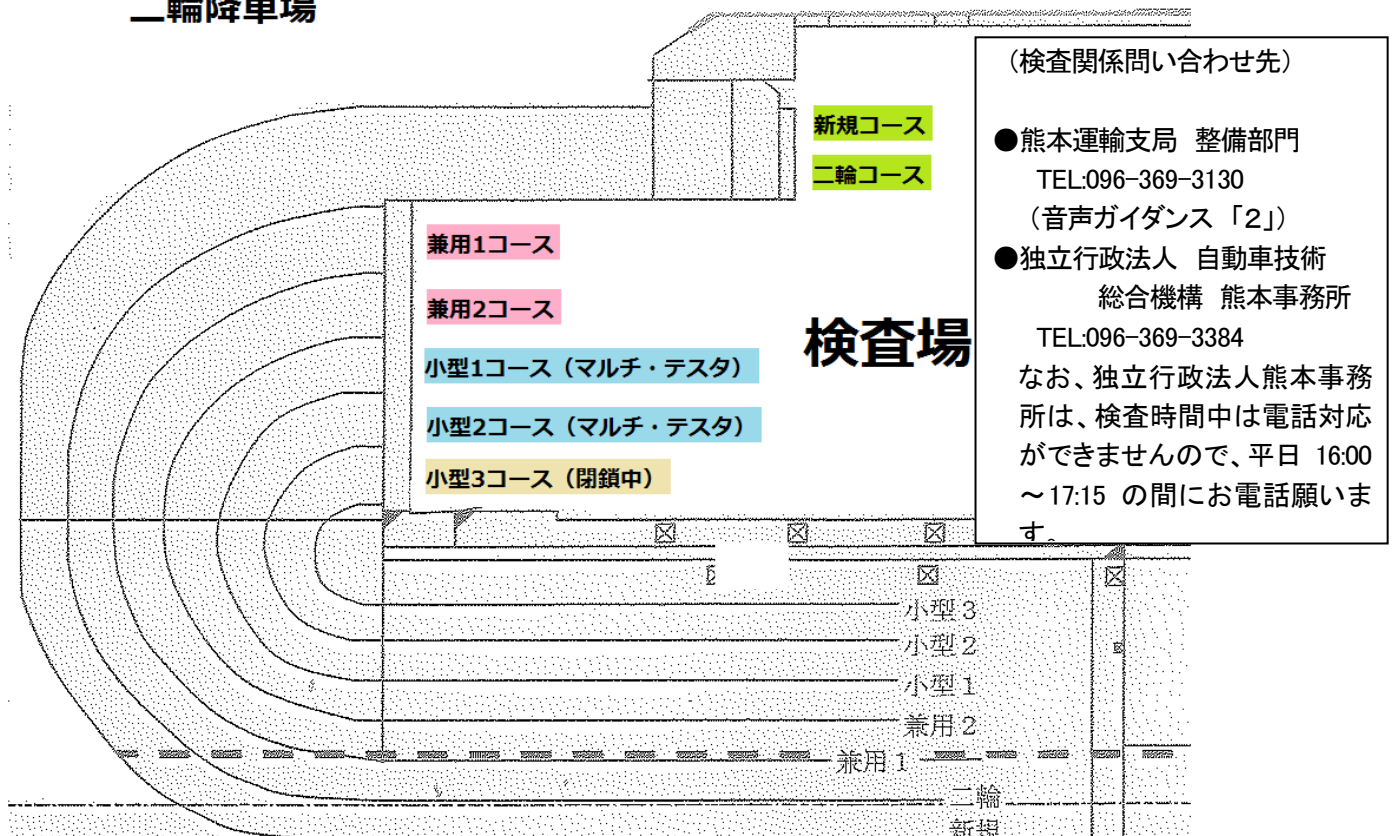 二輪降車場
新規コース
二輪コース
兼用1コース
兼用2コース
小型1コース（マルチ・テスタ）
小型2コース（マルチ・テスタ）
小型3コース（閉鎖中）
検査場
（検査関係問い合わせ先）
●熊本運輸支局 整備部門
TEL:096-369-3130
（音声ガイダンス 「２」）
●独立行政法人 自動車技術
総合機構 熊本事務所
TEL:096-369-3384
なお、独立行政法人熊本事務
所は、検査時間中は電話対応
ができませんので、平日 16:00
～17:15 の間にお電話願いま
す。
小型３
小型２
小型１
兼用２
兼用１
二輪
新規